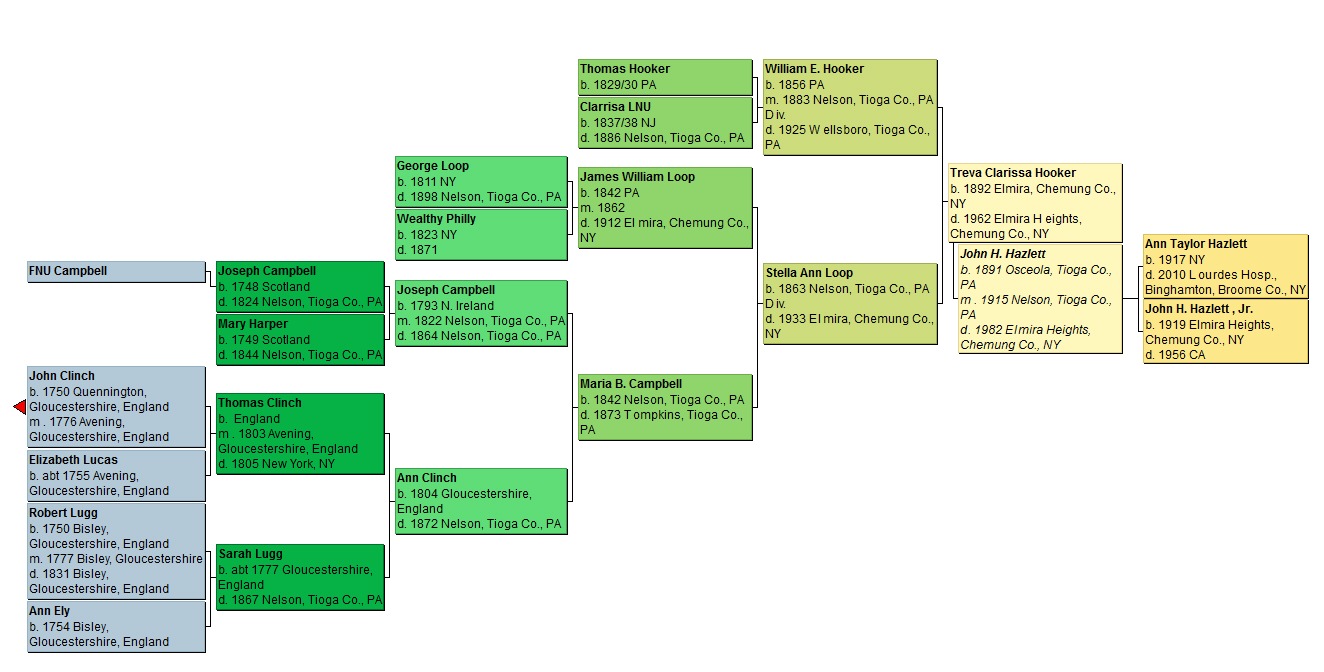 Thomas Hooker
b. 1829/30 PA
Clarrisa LNU
b. 1837/38 NJ
d. 1886 Nelson, Tioga Co., PA
William E. Hooker
b. 1856 PA
m. 1883 Nelson, Tioga Co., PA
Div.
d. 1925 Wellsboro, Tioga Co.,
PA
George Loop
b. 1811 NY
d. 1898 Nelson, Tioga Co., PA
Wealthy Philly
b. 1823 NY
d. 1871
James William Loop
b. 1842 PA
m. 1862
d. 1912 Elmira, Chemung Co.,
NY
Treva Clarissa Hooker
b. 1892 Elmira, Chemung Co.,
NY
d. 1962 Elmira Heights,
Chemung Co., NY
John H. Hazlett
b. 1891 Osceola, Tioga Co.,
PA
m. 1915 Nelson, Tioga Co.,
PA
d. 1982 Elmira Heights,
Chemung Co., NY
Ann Taylor Hazlett
b. 1917 NY
d. 2010 Lourdes Hosp.,
Binghamton, Broome Co., NY
John H. Hazlett , Jr.
b. 1919 Elmira Heights,
Chemung Co., NY
d. 1956 CA
FNU Campbell
Joseph Campbell
b. 1748 Scotland
d. 1824 Nelson, Tioga Co., PA
Mary Harper
b. 1749 Scotland
d. 1844 Nelson, Tioga Co., PA
Joseph Campbell
b. 1793 N. Ireland
m. 1822 Nelson, Tioga Co., PA
d. 1864 Nelson, Tioga Co., PA
Stella Ann Loop
b. 1863 Nelson, Tioga Co., PA
Div.
d. 1933 Elmira, Chemung Co.,
NY
John Clinch
b. 1750 Quennington,
Gloucestershire, England
m. 1776 Avening,
Gloucestershire, England
Elizabeth Lucas
b. abt 1755 Avening,
Gloucestershire, England
Thomas Clinch
b. England
m. 1803 Avening,
Gloucestershire, England
d. 1805 New York, NY
Maria B. Campbell
b. 1842 Nelson, Tioga Co., PA
d. 1873 Tompkins, Tioga Co.,
PA
Ann Clinch
b. 1804 Gloucestershire,
England
d. 1872 Nelson, Tioga Co., PA
Robert Lugg
b. 1750 Bisley,
Gloucestershire, England
m. 1777 Bisley, Gloucestershire
d. 1831 Bisley,
Gloucestershire, England
Ann Ely
b. 1754 Bisley,
Gloucestershire, England
Sarah Lugg
b. abt 1777 Gloucestershire,
England
d. 1867 Nelson, Tioga Co., PA